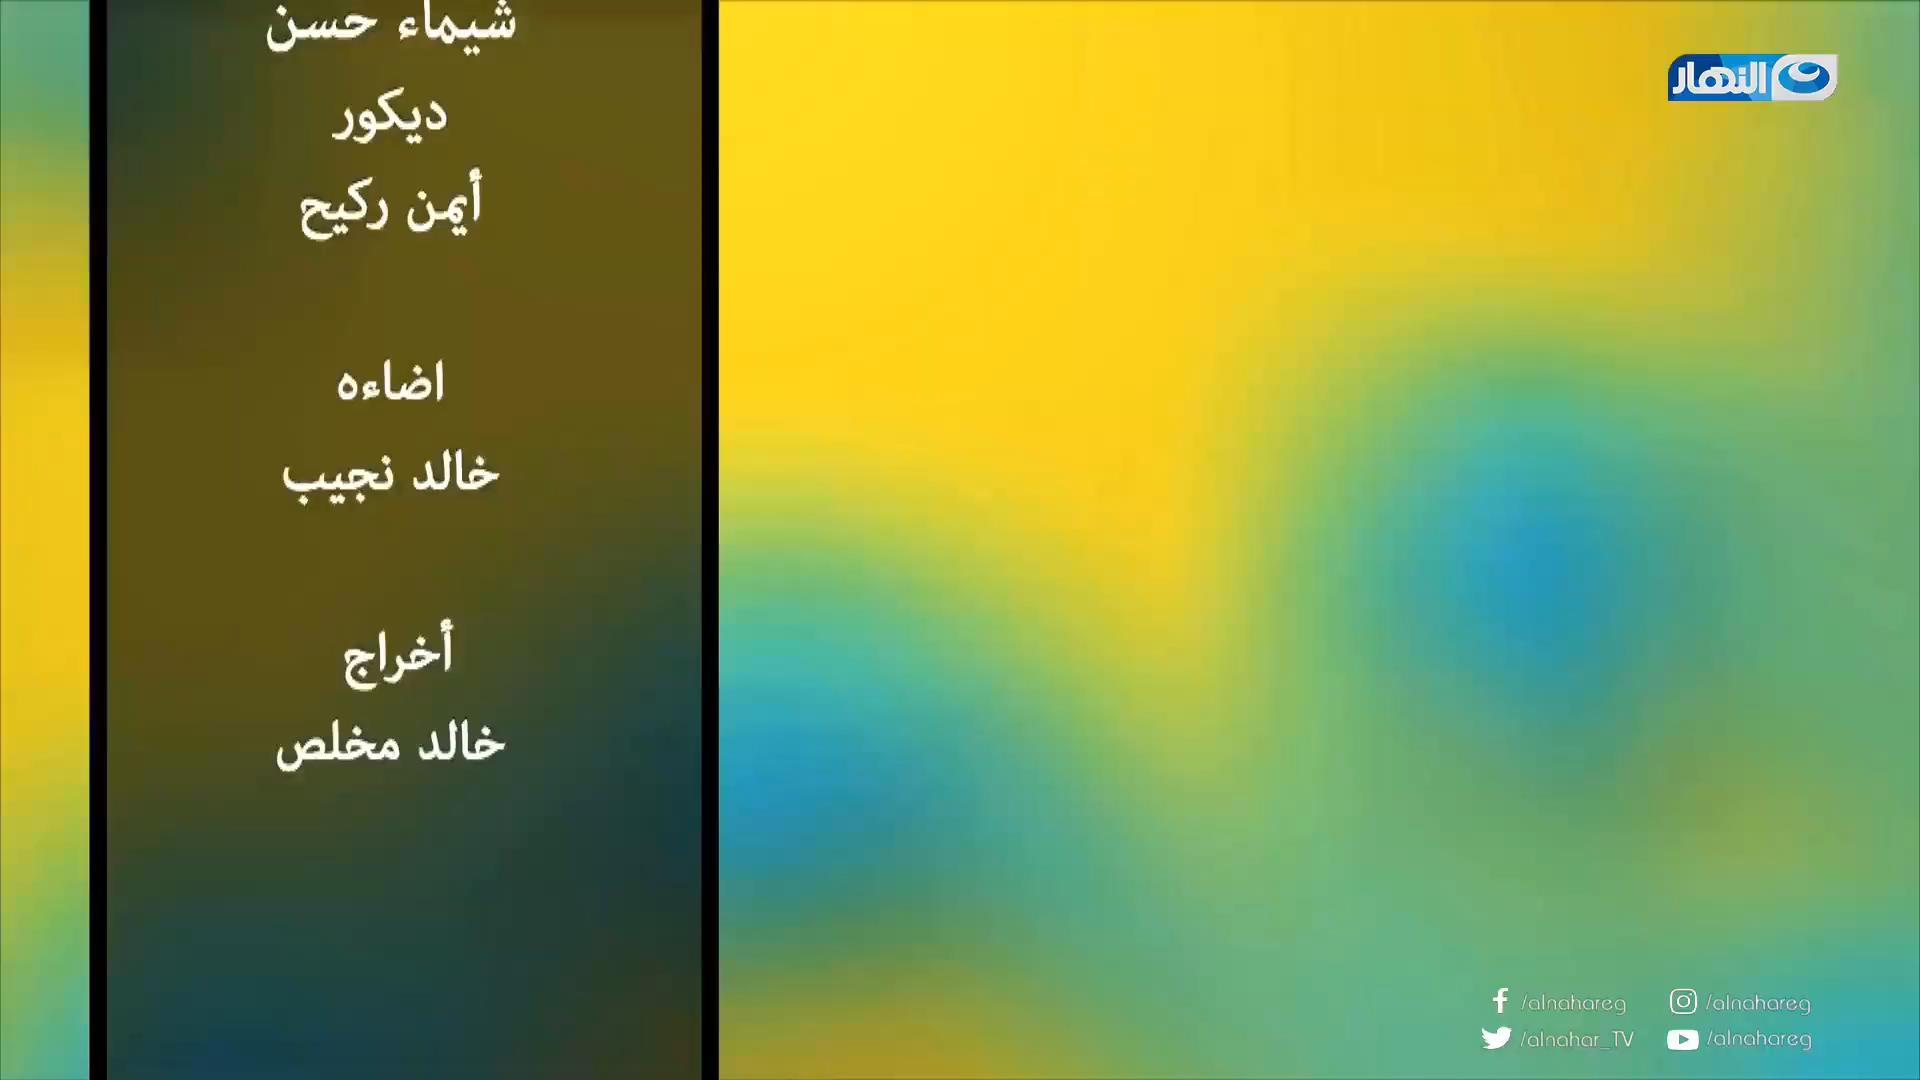 شيماء حسن
ديكور
أيمن ركيح
اضاءه
خالد نجيب
أخراج
خالد مخلص
النهار
/alnahareg
/alnahareg
/alnahar_TV
/alnahareg